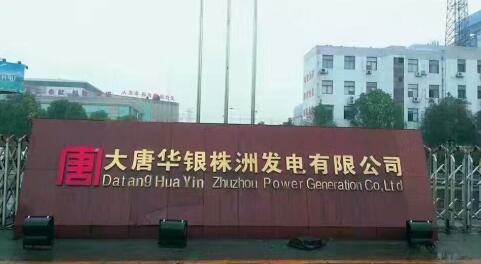 唐 大唐华银株洲发电有限公司
Datang Hua Yin Zhuzhou Power Generation Co,Ltd